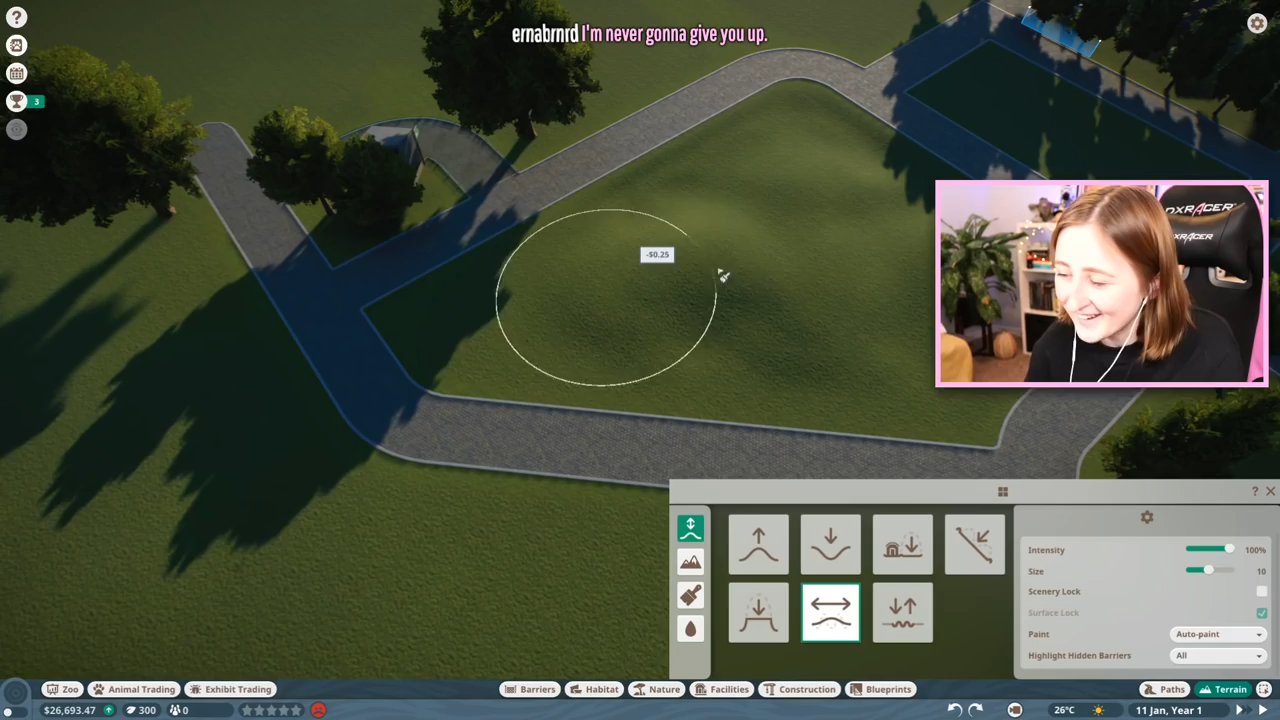 ernabrnrd I'm never gonna give you up.
?
3
-$0.25
DXRACER
DXRACER
?
Intensity 100%
Size 10
Scenery Lock
Surface Lock
Paint Auto-paint
Highlight Hidden Barriers All
Zoo Animal Trading Exhibit Trading Barriers Habitat Nature Facilities Construction Blueprints Paths Terrain
$26,693.47 300 0 26°C 11 Jan, Year 1